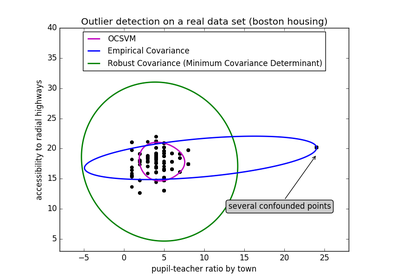 Outlier detection on a real data set (boston housing)
OCSVM
Empirical Covariance
Robust Covariance (Minimum Covariance Determinant)
accessibility to radial highways
40
35
30
25
20
15
10
5
several confounded points
-5 0 5 10 15 20 25
pupil-teacher ratio by town